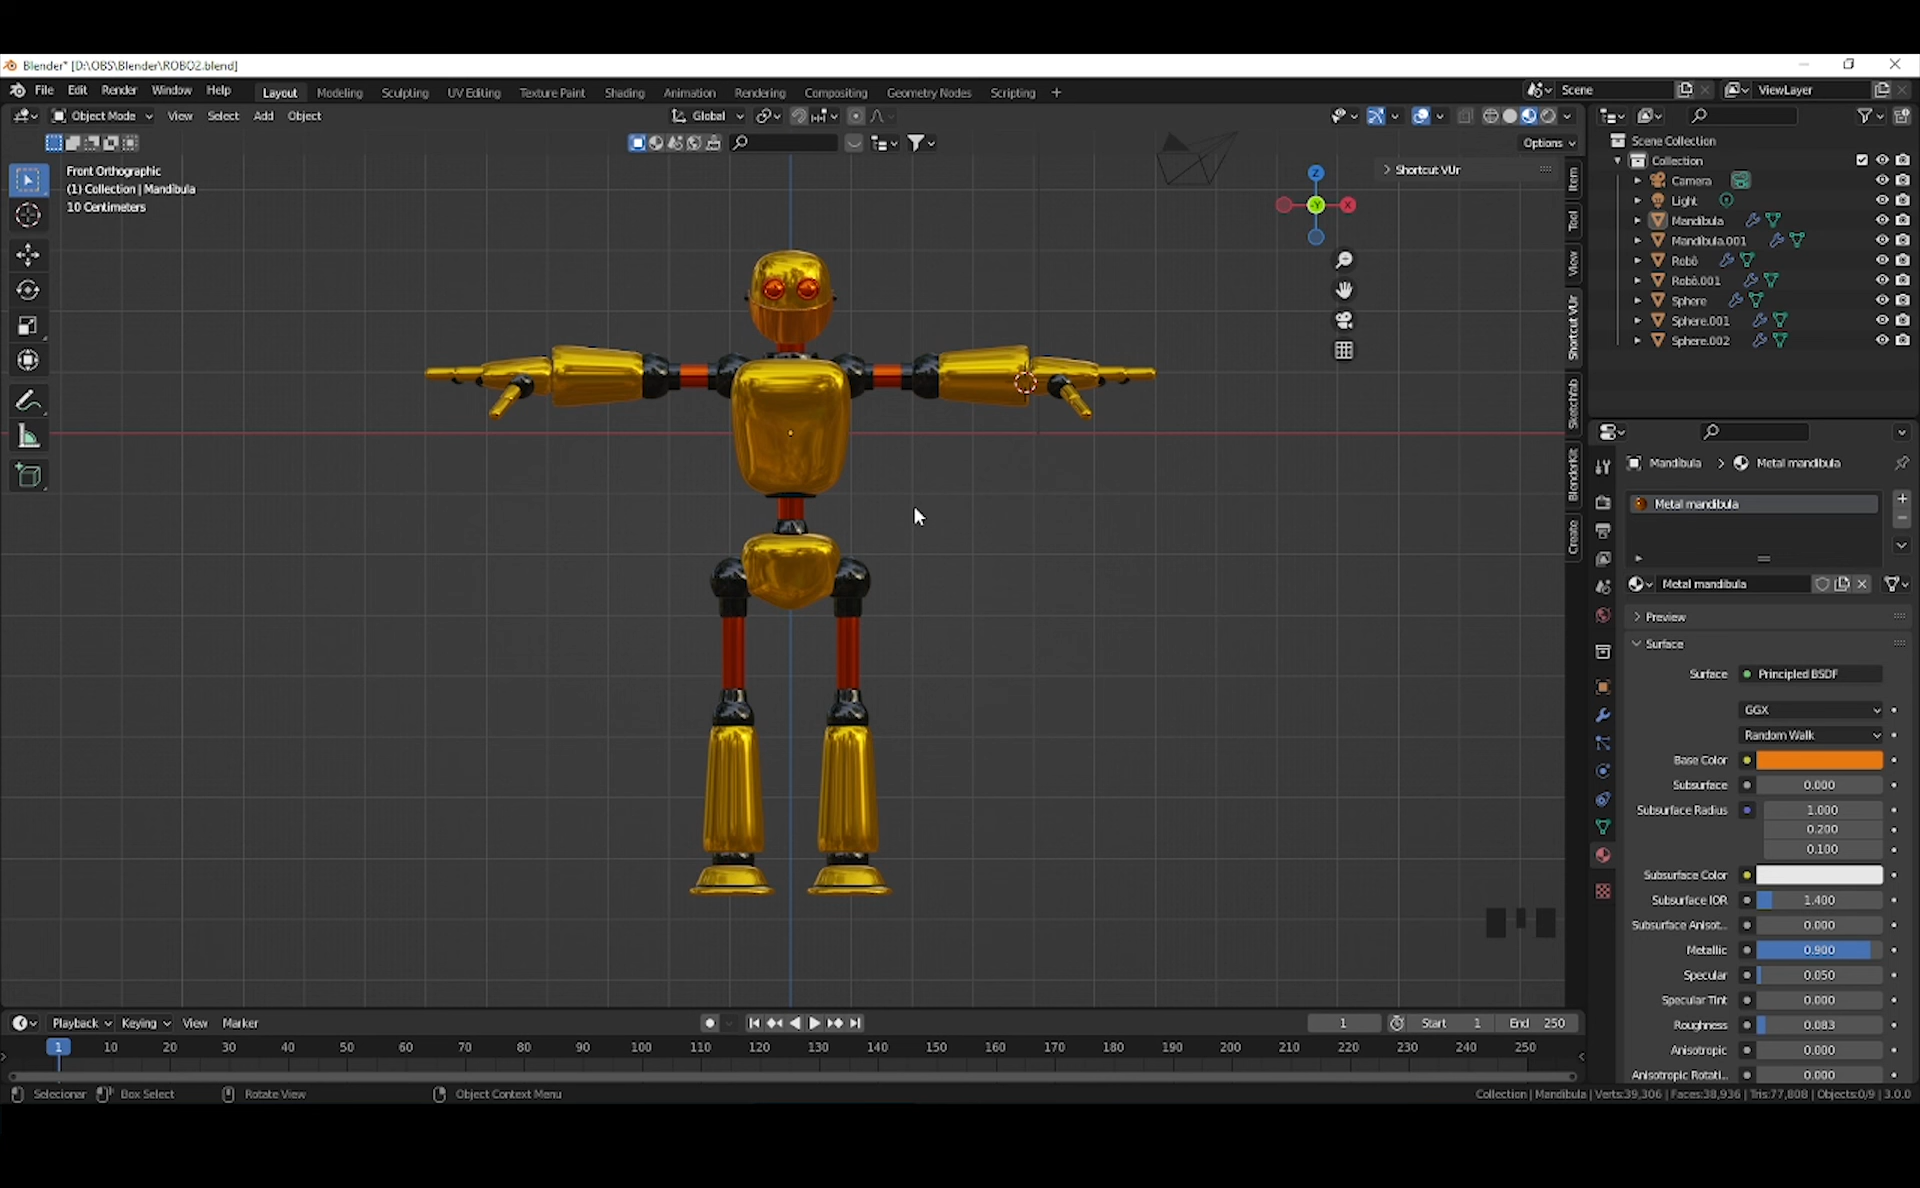 Blender* [D:\OBS\Blender\ROBO2.blend]
File Edit Render Window Help Layout Modeling Sculpting UV Editing Texture Paint Shading Animation Rendering Compositing Geometry Nodes Scripting + Scene ViewLayer
Object Mode View Select Add Object Global
Options
Front Orthographic
(1) Collection | Mandibula
10 Centimeters
Shortcut VUr
Z
-Y
X
Item
Tool
View
Shortcut VUr
Sketchfab
BlenderKit
Create
Scene Collection
Collection
Camera
Light
Mandibula
Mandibula.001
Robô
Robô.001
Sphere
Sphere.001
Sphere.002
Mandibula > Metal mandibula
Metal mandibula
Metal mandibula
Preview
Surface
Surface Principled BSDF
GGX
Random Walk
Base Color
Subsurface 0.000
Subsurface Radius 1.000
0.200
0.100
Subsurface Color
Subsurface IOR 1.400
Subsurface Anisot... 0.000
Metallic 0.900
Specular 0.050
Specular Tint 0.000
Roughness 0.083
Anisotropic 0.000
Anisotropic Rotati... 0.000
Playback Keying View Marker 1 Start 1 End 250
1 10 20 30 40 50 60 70 80 90 100 110 120 130 140 150 160 170 180 190 200 210 220 230 240 250
Selecionar Box Select Rotate View Object Context Menu
Collection | Mandibula | Verts:39,306 | Faces:38,936 | Tris:77,808 | Objects:0/9 | 3.0.0